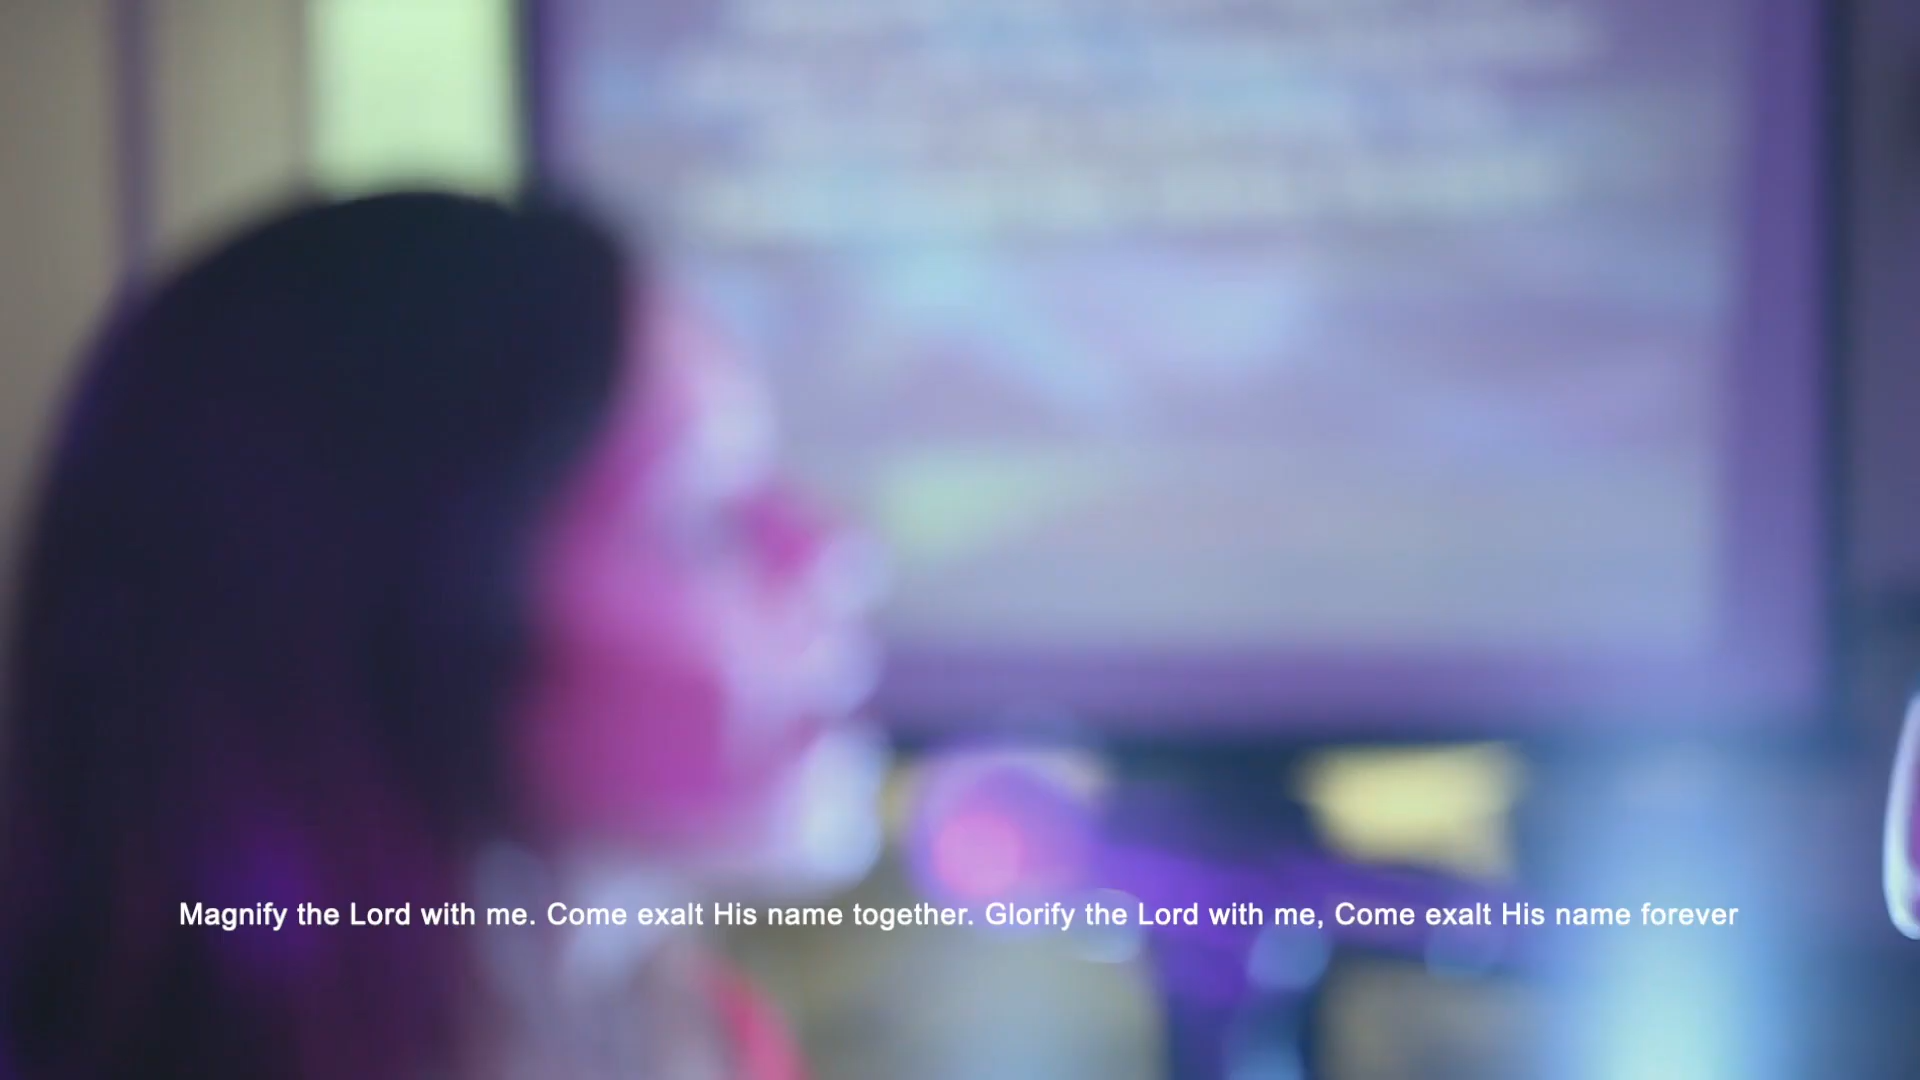 Magnify the Lord with me. Come exalt His name together. Glorify the Lord with me, Come exalt His name forever